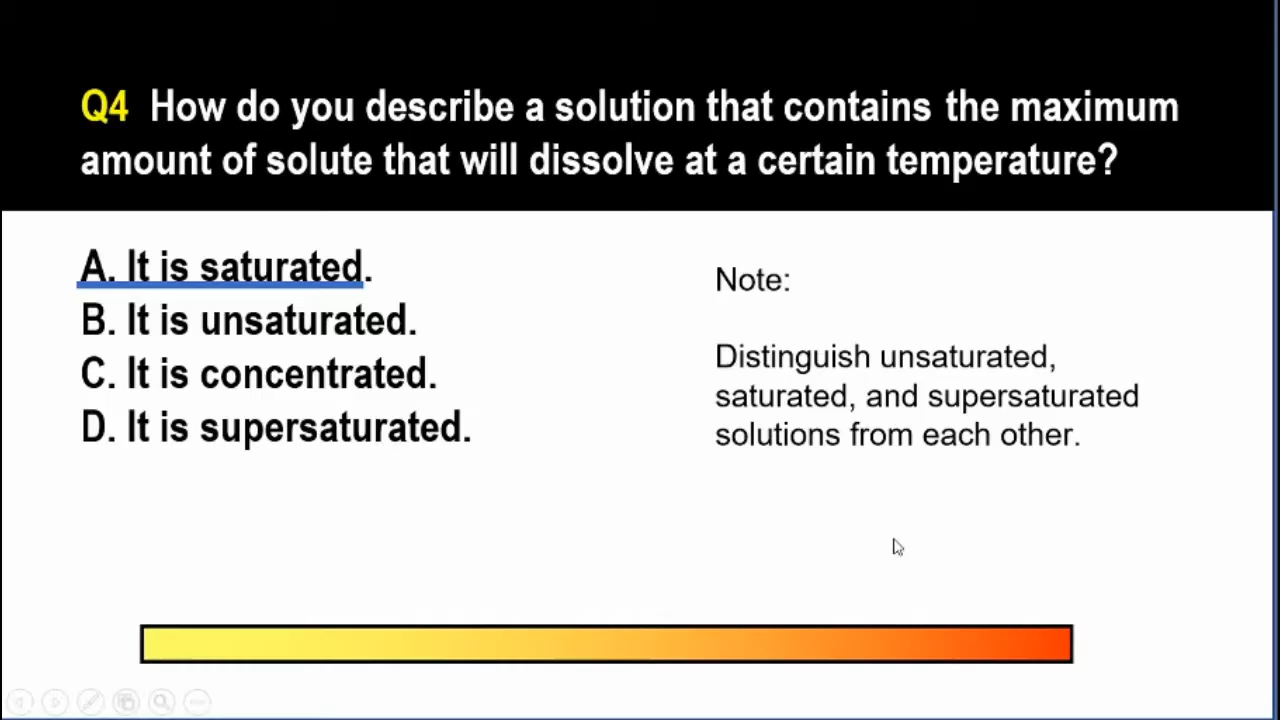 Q4 How do you describe a solution that contains the maximum
amount of solute that will dissolve at a certain temperature?
A. It is saturated.
B. It is unsaturated.
C. It is concentrated.
D. It is supersaturated.
Note:
Distinguish unsaturated,
saturated, and supersaturated
solutions from each other.